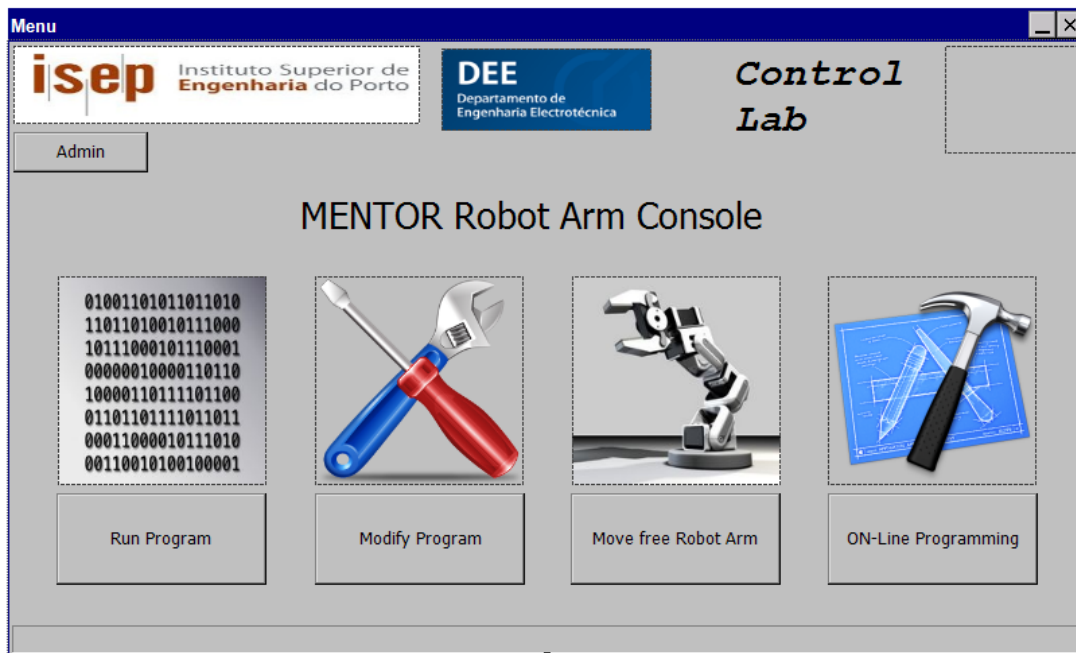 Menu
isep Instituto Superior de
Engenharia do Porto
DEE
Departamento de
Engenharia Electrotécnica
Control
Lab
Admin
MENTOR Robot Arm Console
01001101011011010
11011010010111000
10111000101110001
00000010000110110
10000110111101100
01101101111011011
00011000010111010
00110010100100001
Run Program
Modify Program
Move free Robot Arm
ON-Line Programming